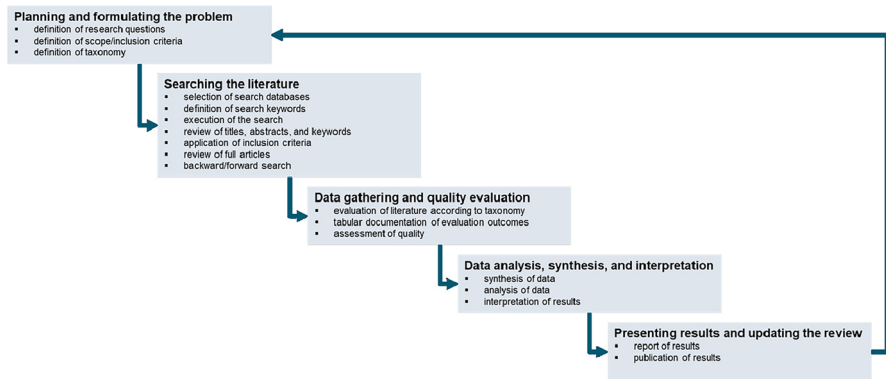 Planning and formulating the problem
▪ definition of research questions
▪ definition of scope/inclusion criteria
▪ definition of taxonomy
Searching the literature
▪ selection of search databases
▪ definition of search keywords
▪ execution of the search
▪ review of titles, abstracts, and keywords
▪ application of inclusion criteria
▪ review of full articles
▪ backward/forward search
Data gathering and quality evaluation
▪ evaluation of literature according to taxonomy
▪ tabular documentation of evaluation outcomes
▪ assessment of quality
Data analysis, synthesis, and interpretation
▪ synthesis of data
▪ analysis of data
▪ interpretation of results
Presenting results and updating the review
▪ report of results
▪ publication of results